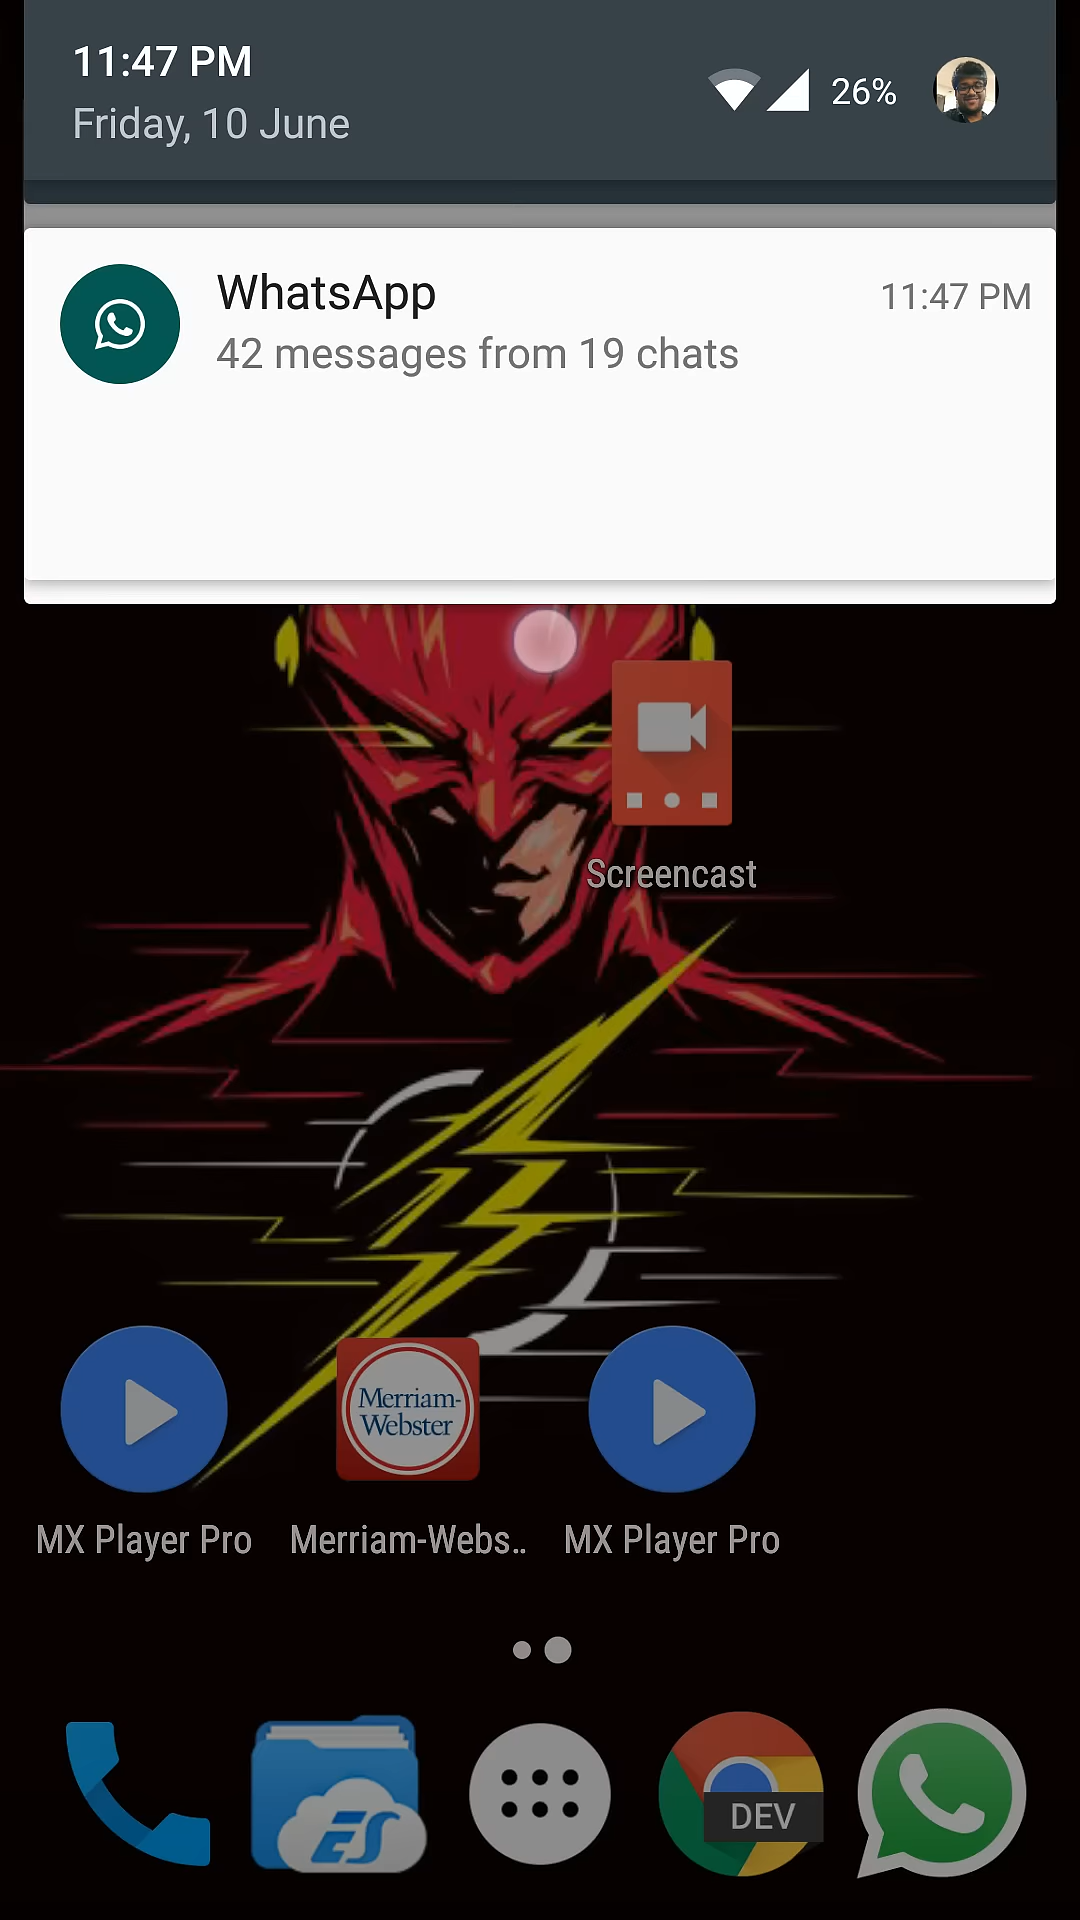 11:47 PM
26%
Friday, 10 June
WhatsApp
11:47 PM
42 messages from 19 chats
Screencast
Merriam-
Webster
MX Player Pro
Merriam-Webs..
MX Player Pro
ES
DEV